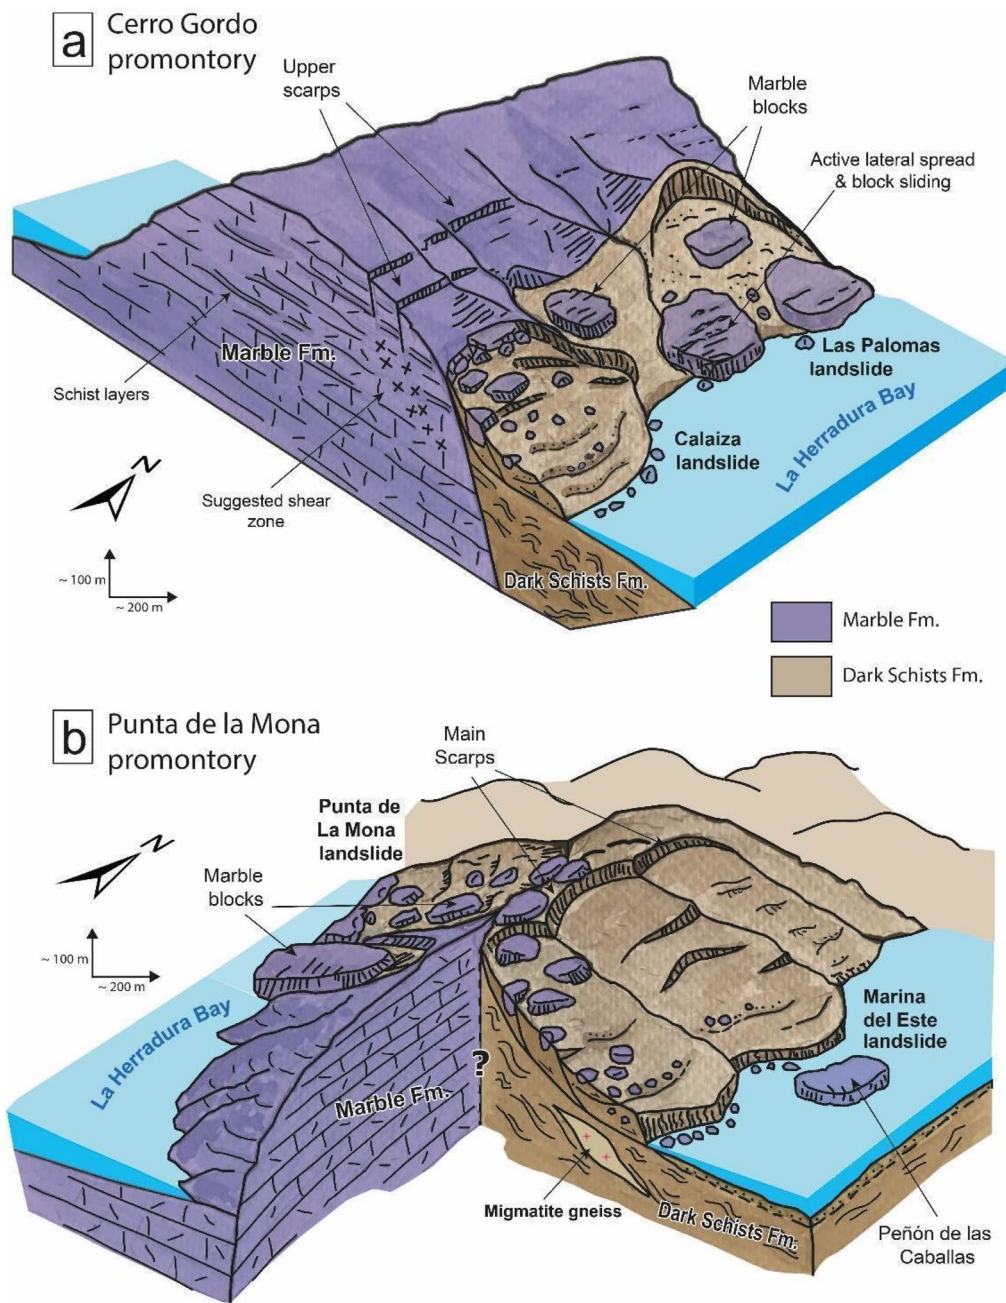 a
Cerro Gordo
promontory
Upper
scarps
Marble
blocks
Active lateral spread
& block sliding
Marble Fm.
Schist layers
Las Palomas
landslide
La Herradura Bay
Calaiza
landslide
N
Suggested shear
zone
~ 100 m
~ 200 m
Dark Schists Fm.
Marble Fm.
Dark Schists Fm.
b
Punta de la Mona
promontory
Main
Scarps
Punta de
La Mona
landslide
N
Marble
blocks
~ 100 m
~ 200 m
La Herradura Bay
Marina
del Este
landslide
?
Marble Fm.
Migmatite gneiss
Dark Schists Fm.
Peñón de las
Caballas